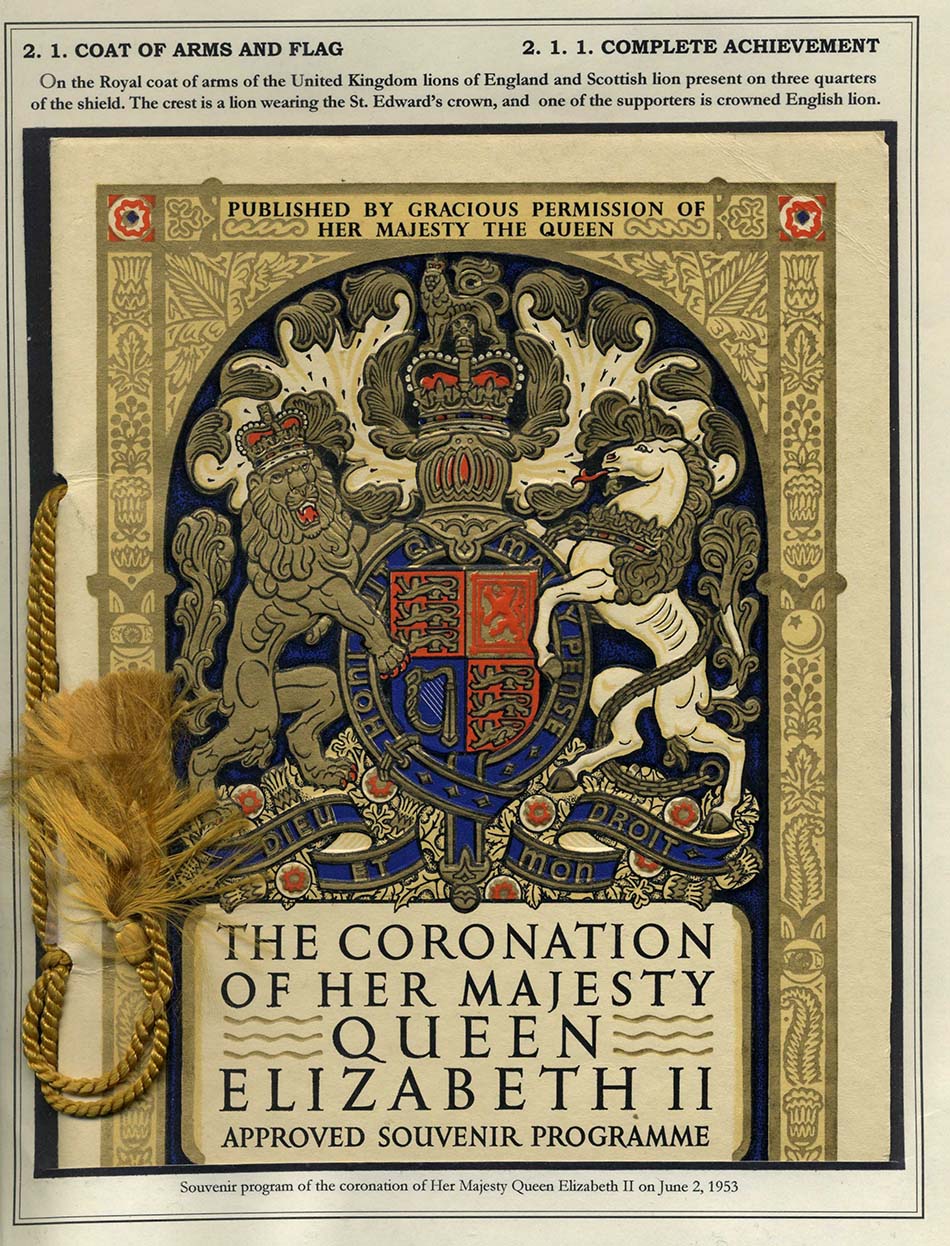 2. 1. COAT OF ARMS AND FLAG
2. 1. 1. COMPLETE ACHIEVEMENT
On the Royal coat of arms of the United Kingdom lions of England and Scottish lion present on three quarters
of the shield. The crest is a lion wearing the St. Edward's crown, and one of the supporters is crowned English lion.
PUBLISHED BY GRACIOUS PERMISSION OF
HER MAJESTY THE QUEEN
HONI
PENSE
DIEU ET MON DROIT
THE CORONATION
OF HER MAJESTY
QUEEN
ELIZABETH II
APPROVED SOUVENIR PROGRAMME
Souvenir program of the coronation of Her Majesty Queen Elizabeth II on June 2, 1953